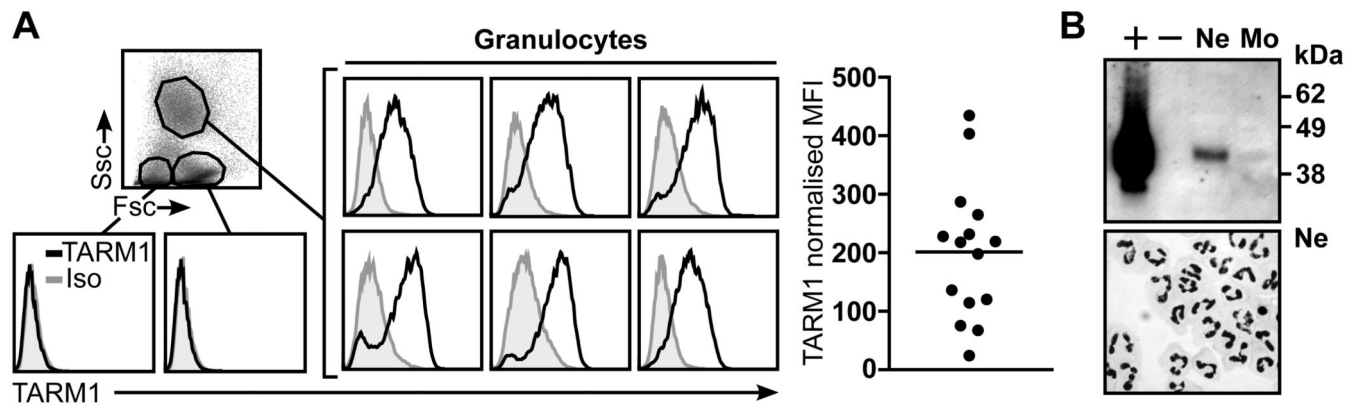 A
Granulocytes
Ssc
Fsc
TARM1
Iso
TARM1
TARM1 normalised MFI
500
400
300
200
100
0
B
+ − Ne Mo
kDa
62
49
38
Ne